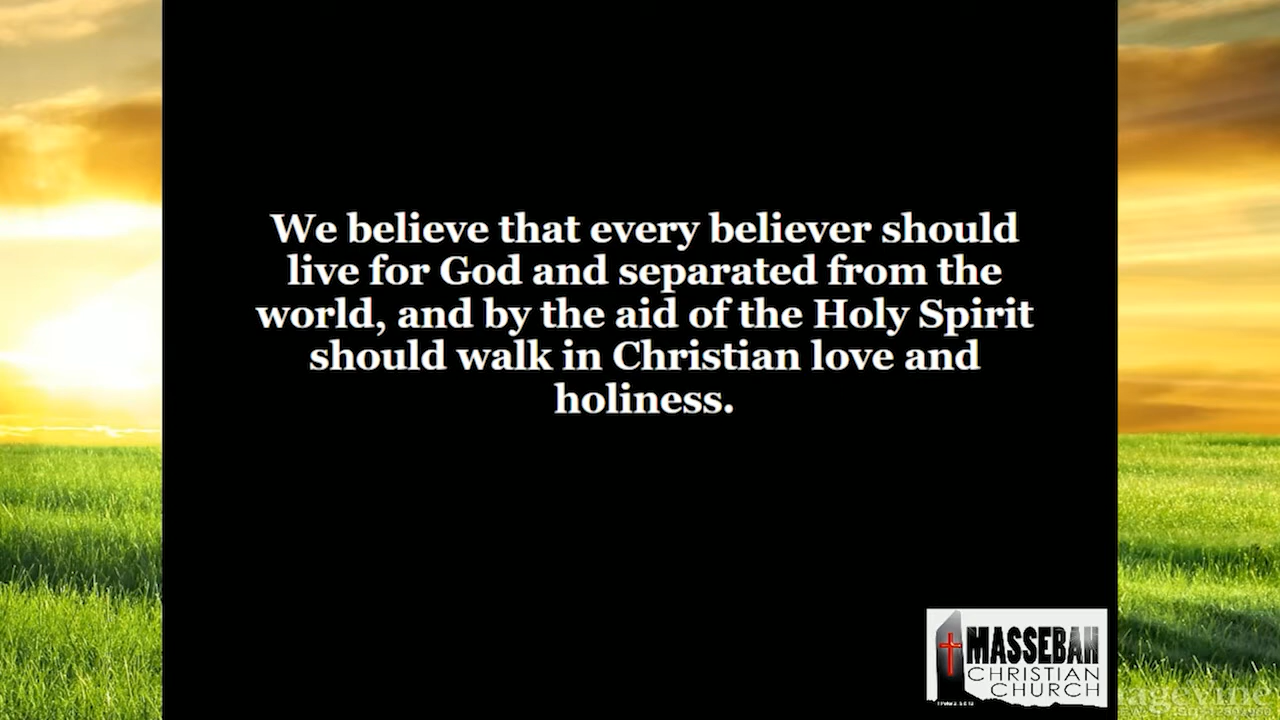 We believe that every believer should
live for God and separated from the
world, and by the aid of the Holy Spirit
should walk in Christian love and
holiness.
MASSEBAH
CHRISTIAN
CHURCH